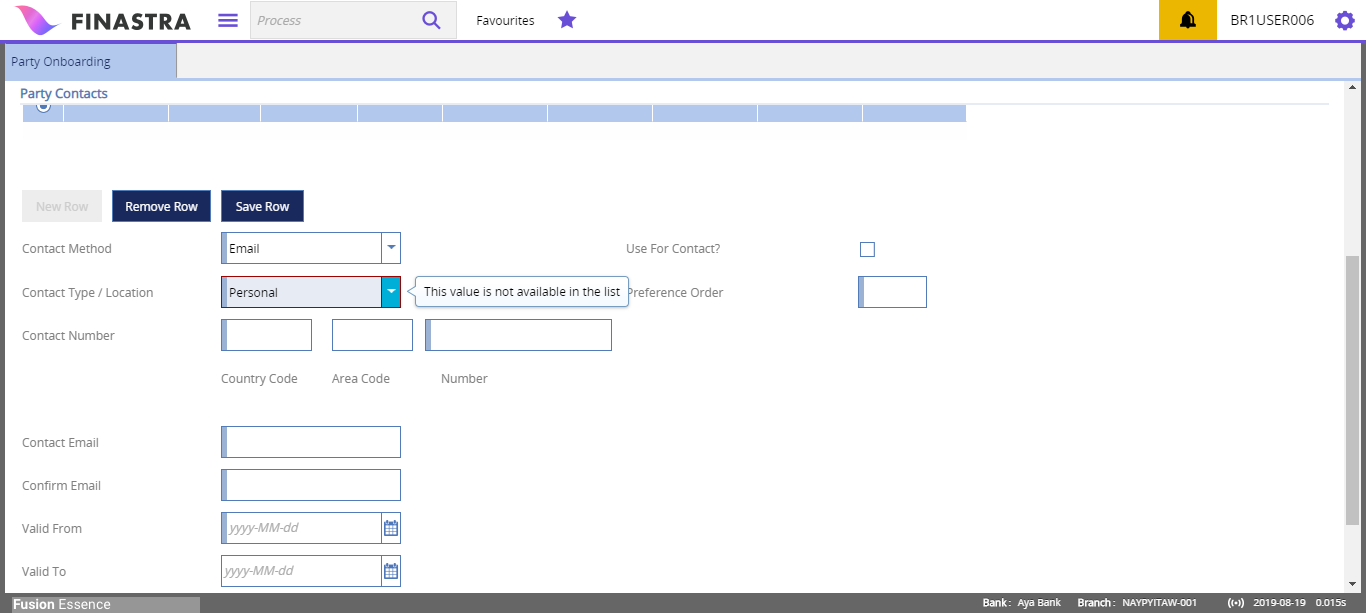 FINASTRA Process Favourites BR1USER006
Party Onboarding
Party Contacts
New Row Remove Row Save Row
Contact Method Email Use For Contact?
Contact Type / Location Personal This value is not available in the list Preference Order
Contact Number
Country Code Area Code Number
Contact Email
Confirm Email
Valid From yyyy-MM-dd
Valid To yyyy-MM-dd
Fusion Essence Bank : Aya Bank Branch : NAYPYITAW-001 2019-08-19 0.015s